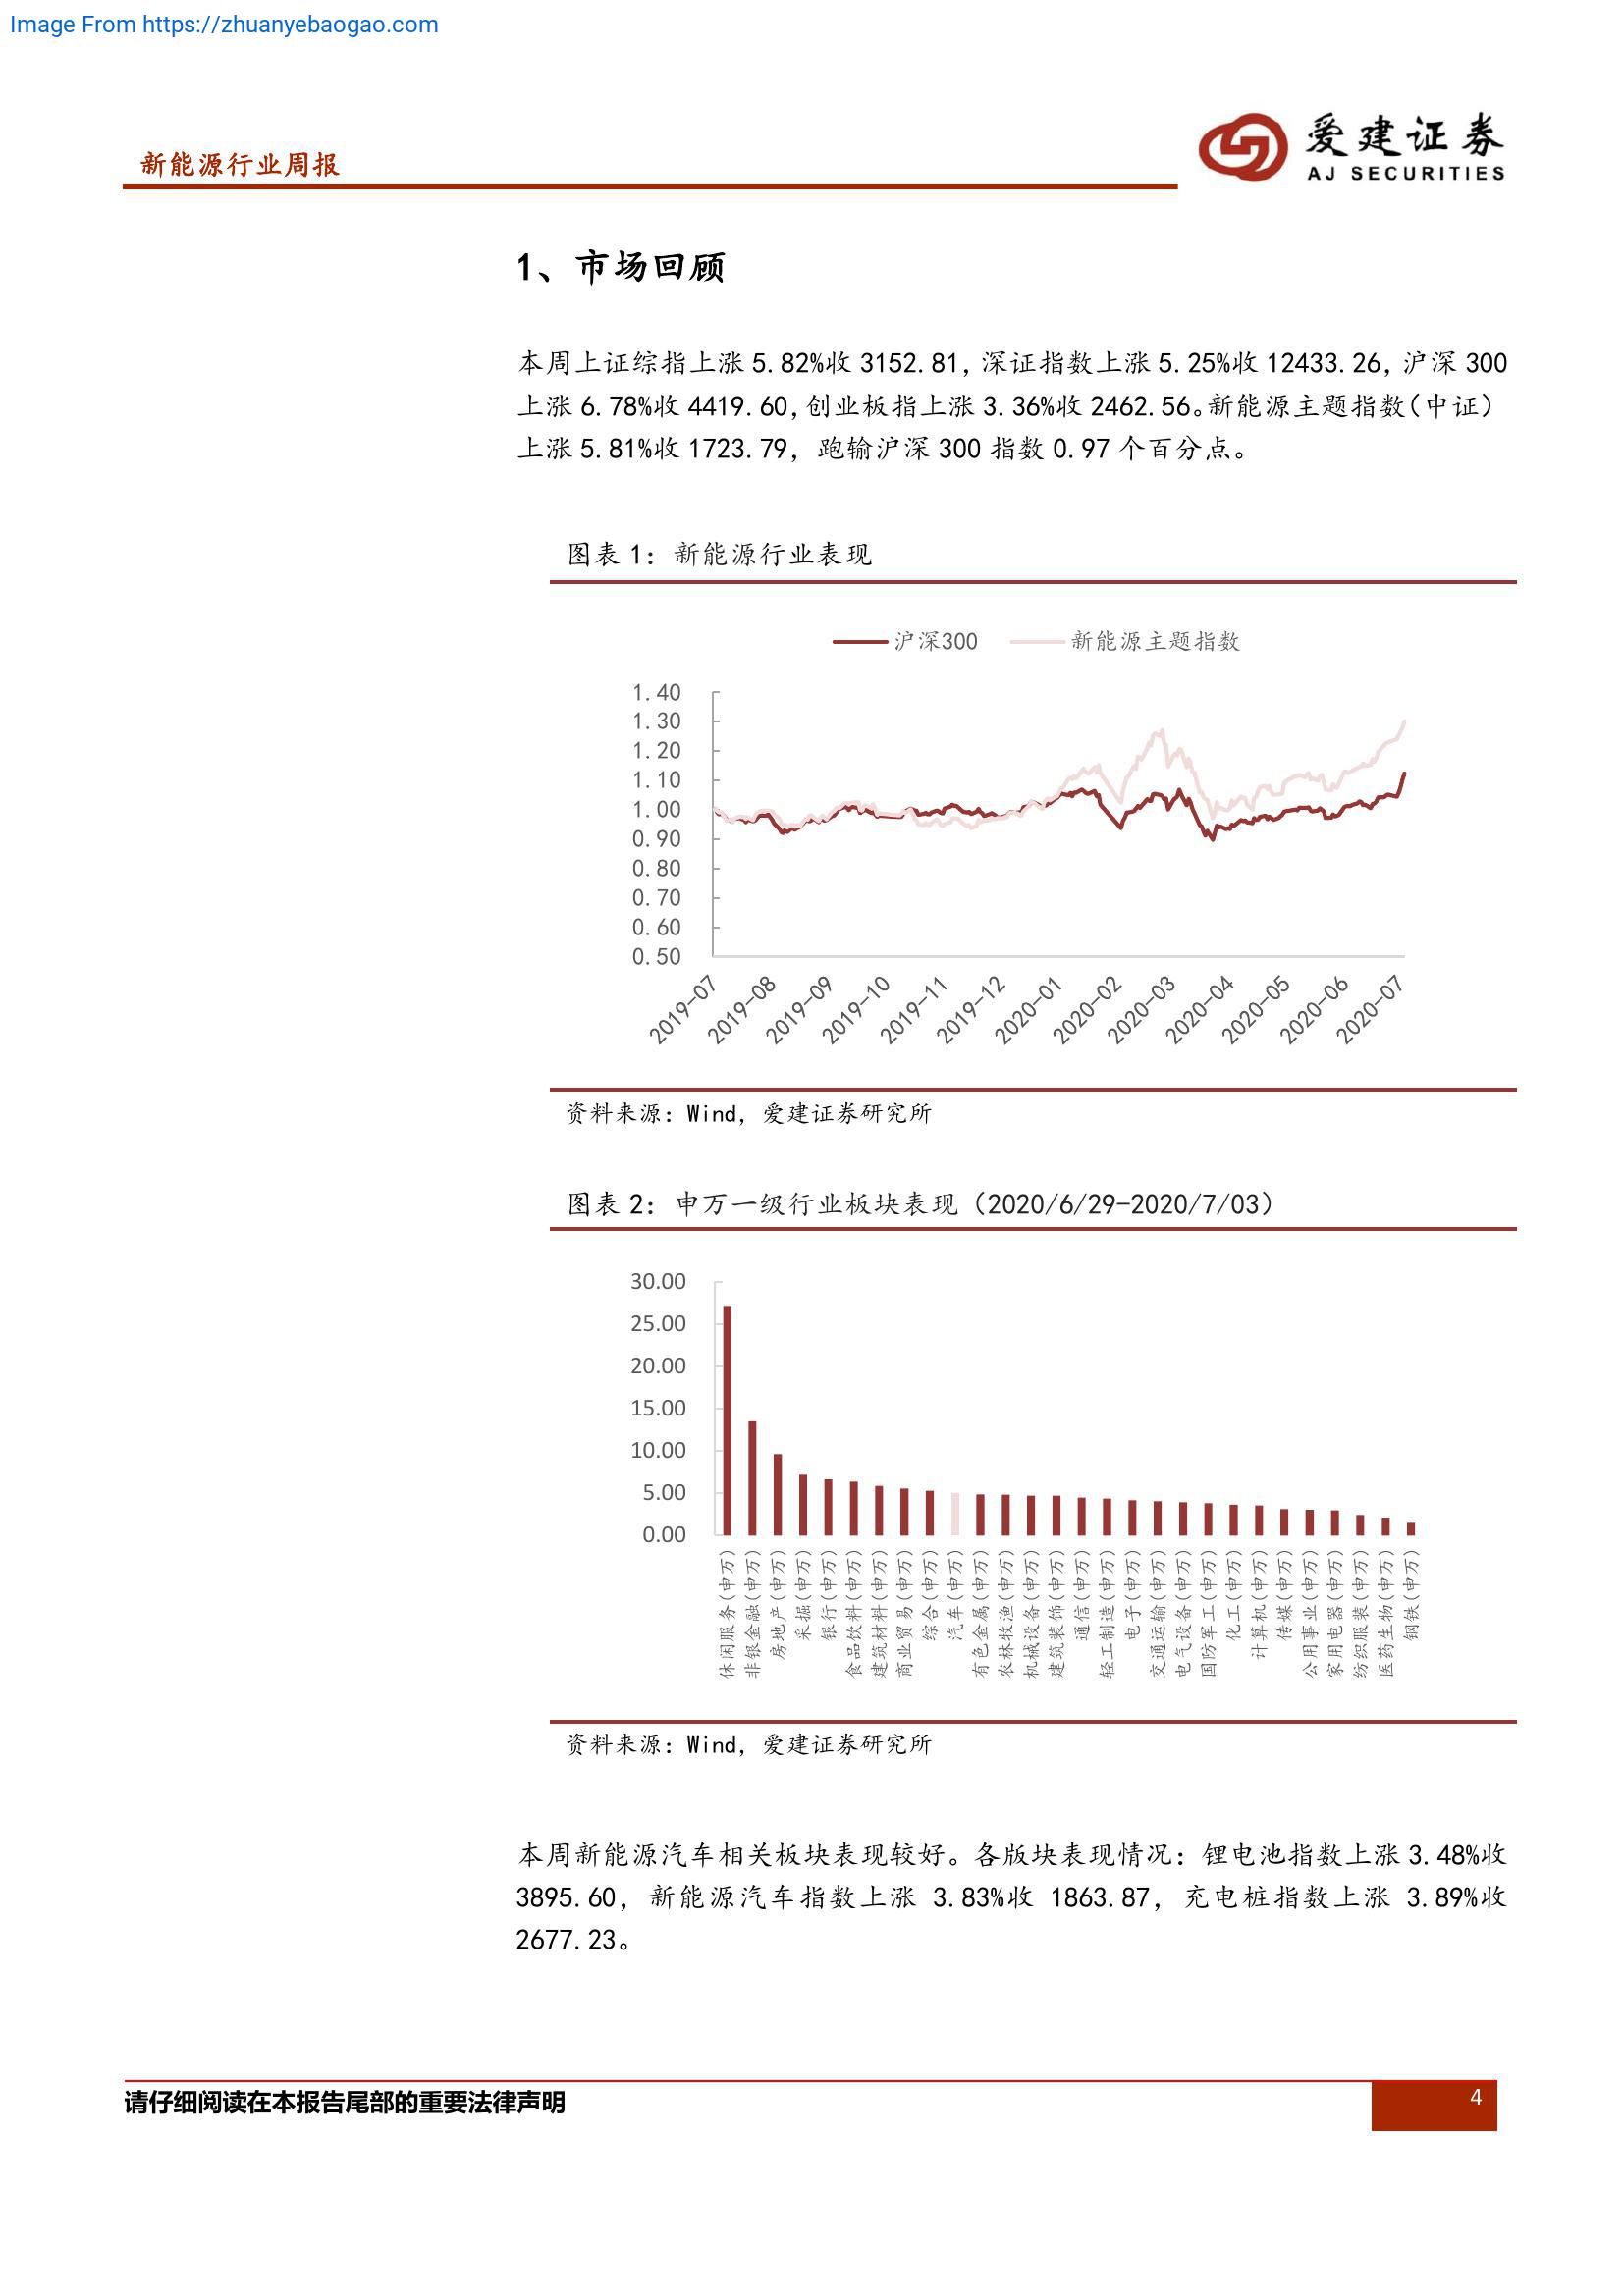 Image From https://zhuanyebaogao.com
新能源行业周报
爱建证券
AJ SECURITIES
1、市场回顾
本周上证综指上涨 5.82%收 3152.81，深证指数上涨 5.25%收 12433.26，沪深 300
上涨 6.78%收 4419.60，创业板指上涨 3.36%收 2462.56。新能源主题指数（中证）
上涨 5.81%收 1723.79，跑输沪深 300 指数 0.97 个百分点。
图表 1：新能源行业表现
沪深300 新能源主题指数
1.40
1.30
1.20
1.10
1.00
0.90
0.80
0.70
0.60
0.50
2019-07 2019-08 2019-09 2019-10 2019-11 2019-12 2020-01 2020-02 2020-03 2020-04 2020-05 2020-06 2020-07
资料来源：Wind，爱建证券研究所
图表 2：申万一级行业板块表现（2020/6/29-2020/7/03）
30.00
25.00
20.00
15.00
10.00
5.00
0.00
休闲服务(申万)
非银金融(申万)
房地产(申万)
采掘(申万)
银行(申万)
食品饮料(申万)
建筑材料(申万)
商业贸易(申万)
综合(申万)
汽车(申万)
有色金属(申万)
农林牧渔(申万)
机械设备(申万)
建筑装饰(申万)
通信(申万)
轻工制造(申万)
电子(申万)
交通运输(申万)
电气设备(申万)
国防军工(申万)
化工(申万)
计算机(申万)
传媒(申万)
公用事业(申万)
家用电器(申万)
纺织服装(申万)
医药生物(申万)
钢铁(申万)
资料来源：Wind，爱建证券研究所
本周新能源汽车相关板块表现较好。各版块表现情况：锂电池指数上涨 3.48%收
3895.60，新能源汽车指数上涨 3.83%收 1863.87，充电桩指数上涨 3.89%收
2677.23。
请仔细阅读在本报告尾部的重要法律声明
4